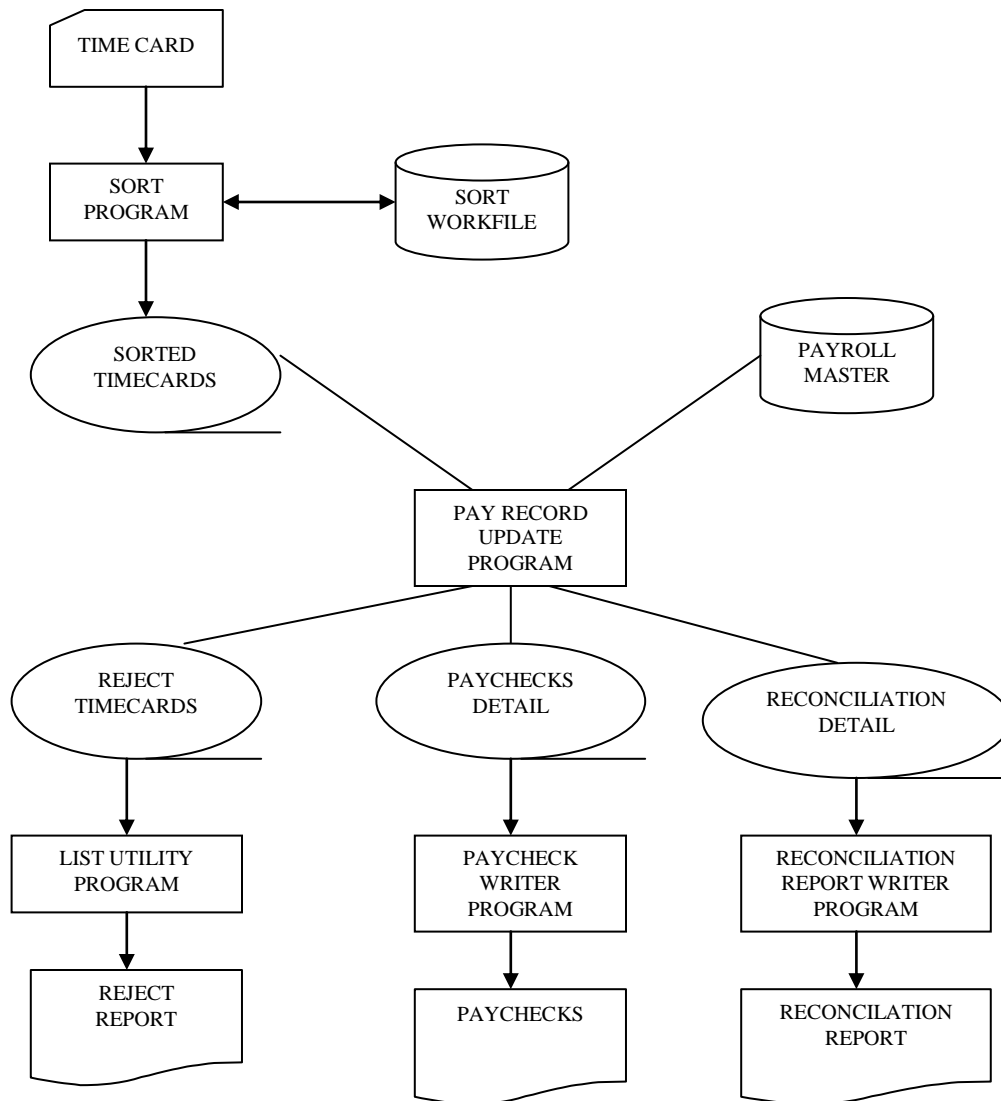 TIME CARD
SORT
PROGRAM
SORT
WORKFILE
SORTED
TIMECARDS
PAYROLL
MASTER
PAY RECORD
UPDATE
PROGRAM
REJECT
TIMECARDS
PAYCHECKS
DETAIL
RECONCILIATION
DETAIL
LIST UTILITY
PROGRAM
PAYCHECK
WRITER
PROGRAM
RECONCILIATION
REPORT WRITER
PROGRAM
REJECT
REPORT
PAYCHECKS
RECONCILATION
REPORT